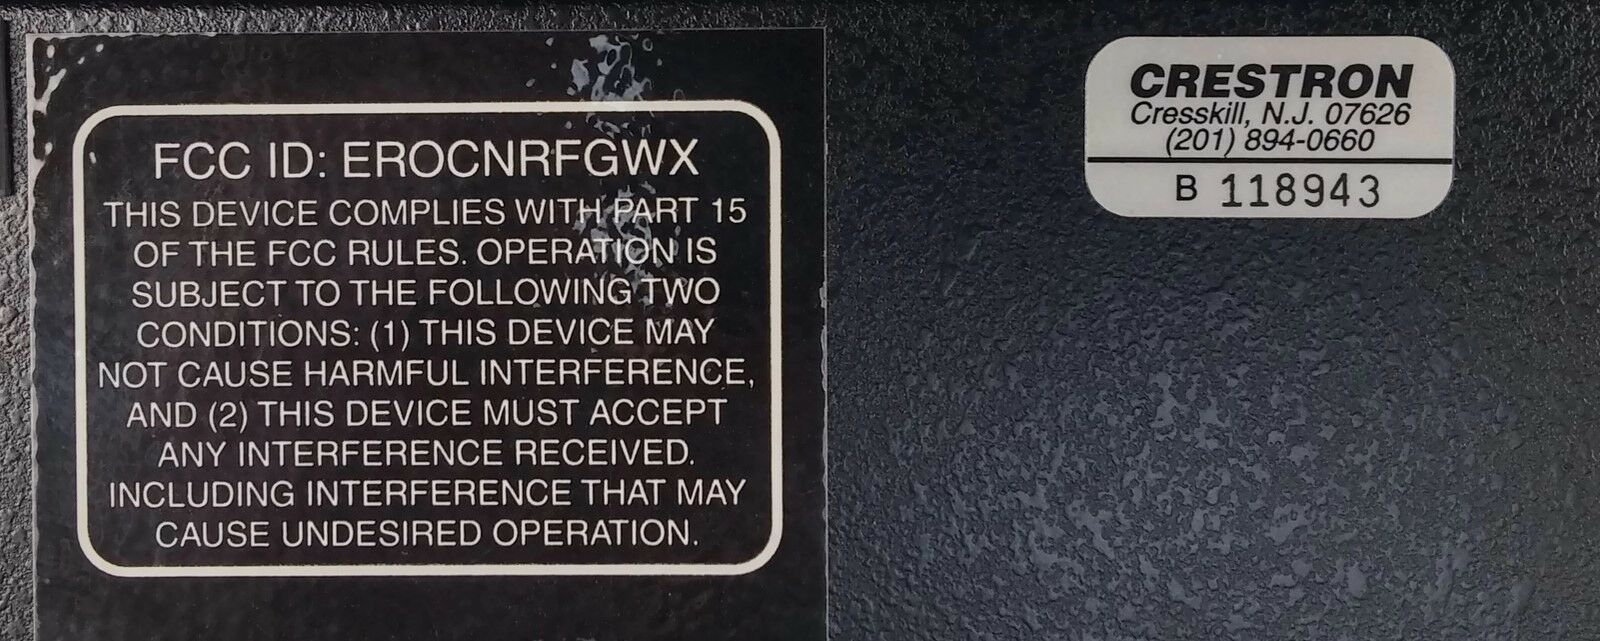 FCC ID: EROCNRFGWX
THIS DEVICE COMPLIES WITH PART 15
OF THE FCC RULES. OPERATION IS
SUBJECT TO THE FOLLOWING TWO
CONDITIONS: (1) THIS DEVICE MAY
NOT CAUSE HARMFUL INTERFERENCE,
AND (2) THIS DEVICE MUST ACCEPT
ANY INTERFERENCE RECEIVED.
INCLUDING INTERFERENCE THAT MAY
CAUSE UNDESIRED OPERATION.
CRESTRON
Cresskill, N.J. 07626
(201) 894-0660
B 118943